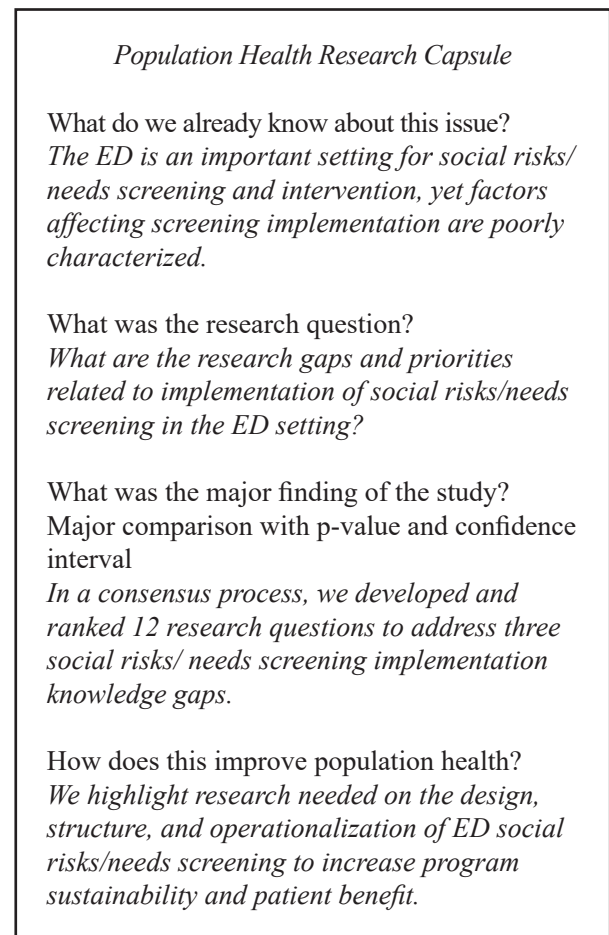 Population Health Research Capsule
What do we already know about this issue?
The ED is an important setting for social risks/
needs screening and intervention, yet factors
affecting screening implementation are poorly
characterized.
What was the research question?
What are the research gaps and priorities
related to implementation of social risks/needs
screening in the ED setting?
What was the major finding of the study?
Major comparison with p-value and confidence
interval
In a consensus process, we developed and
ranked 12 research questions to address three
social risks/ needs screening implementation
knowledge gaps.
How does this improve population health?
We highlight research needed on the design,
structure, and operationalization of ED social
risks/needs screening to increase program
sustainability and patient benefit.